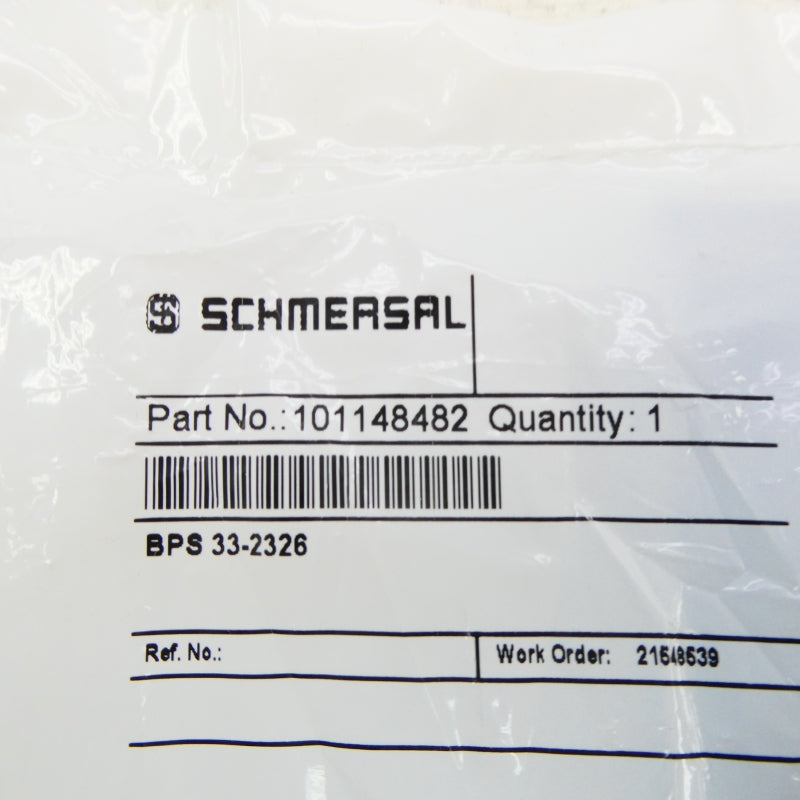 SCHMERSAL
Part No.: 101148482 Quantity: 1
BPS 33-2326
Ref. No.:
Work Order: